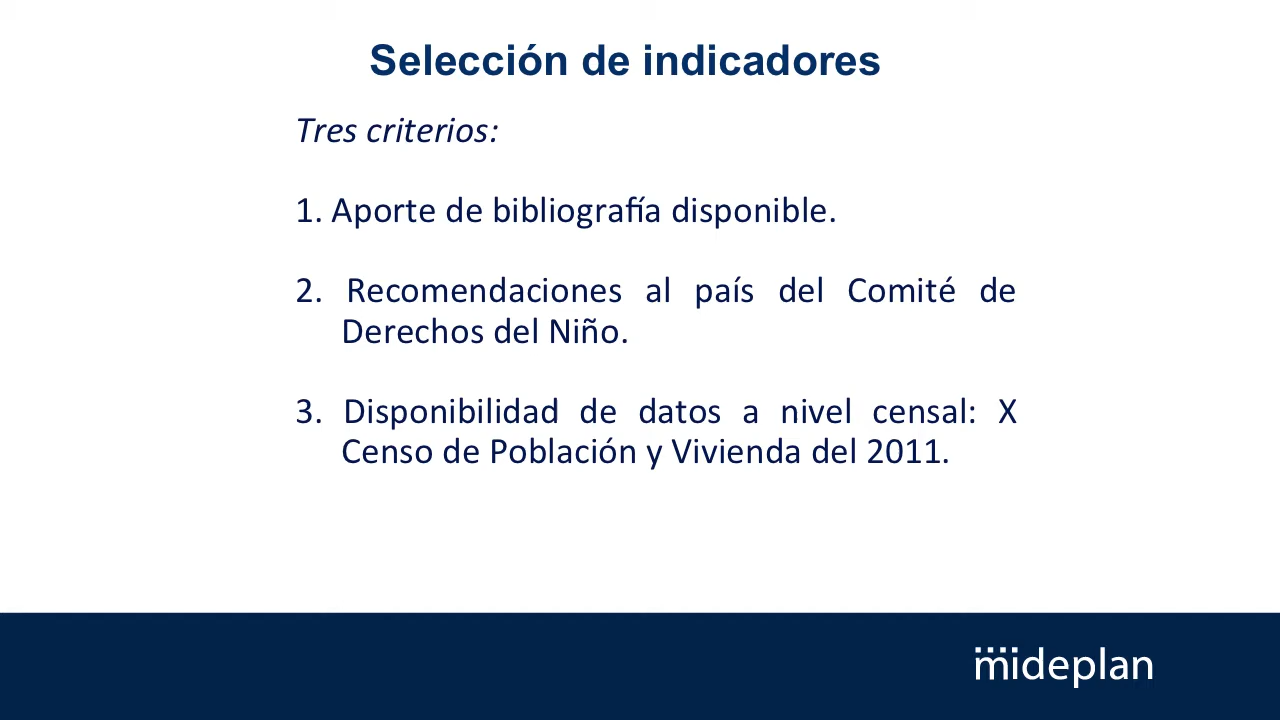 Selección de indicadores
Tres criterios:
1. Aporte de bibliografía disponible.
2. Recomendaciones al país del Comité de
Derechos del Niño.
3. Disponibilidad de datos a nivel censal: X
Censo de Población y Vivienda del 2011.
mideplan